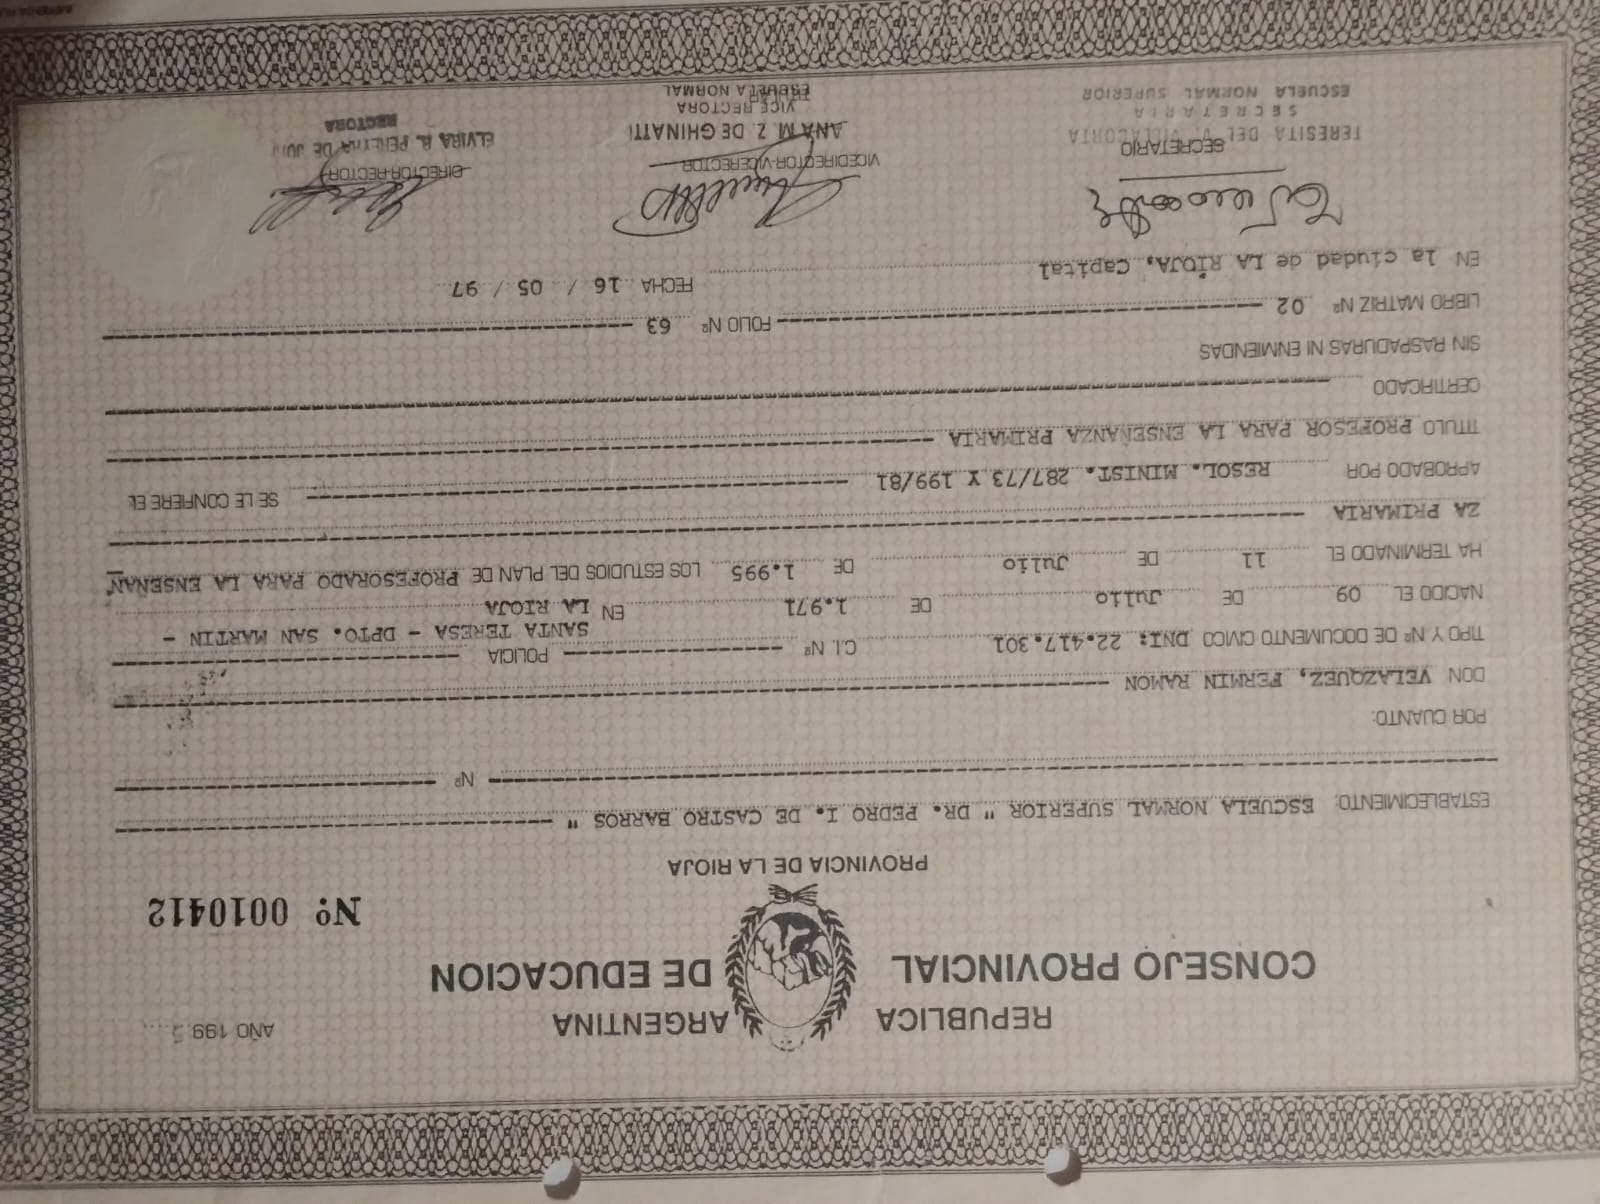 REPUBLICA ARGENTINA
AÑO 199
CONSEJO PROVINCIAL DE EDUCACION
Nº 0010412
PROVINCIA DE LA RIOJA
ESTABLECIMIENTO: ESCUELA NORMAL SUPERIOR " DR. PEDRO I. DE CASTRO BARROS "
Nº
POR CUANTO:
DON VELAZQUEZ, FERMIN RAMON
TIPO Y Nº DE DOCUMENTO CIVICO DNI: 22.417.301 C.I. Nº POLICIA
SANTA TERESA - DPTO. SAN MARTIN -
NACIDO EL 09 DE Julio DE 1.971 EN LA RIOJA
HA TERMINADO EL 11 DE Julio DE 1.995 LOS ESTUDIOS DEL PLAN DE PROFESORADO PARA LA ENSEÑAN
ZA PRIMARIA
APROBADO POR RESOL. MINIST. 287/73 Y 199/81 SE LE CONFIERE EL
TITULO PROFESOR PARA LA ENSEÑANZA PRIMARIA
CERTIFICADO
SIN RASPADURAS NI ENMIENDAS
LIBRO MATRIZ Nº 02 FOLIO Nº 63
EN la ciudad de LA RIOJA, Capital FECHA 16 / 05 / 97
SECRETARIO
VICEDIRECTOR-VICERECTOR
DIRECTOR-RECTOR
TERESITA DEL V. VILLACORTA
SECRETARIA
ESCUELA NORMAL SUPERIOR
ANA M. Z. DE GHINATTI
VICE RECTORA
ESCUELA NORMAL
ELVIRA R. PEREYRA DE
RECTORA